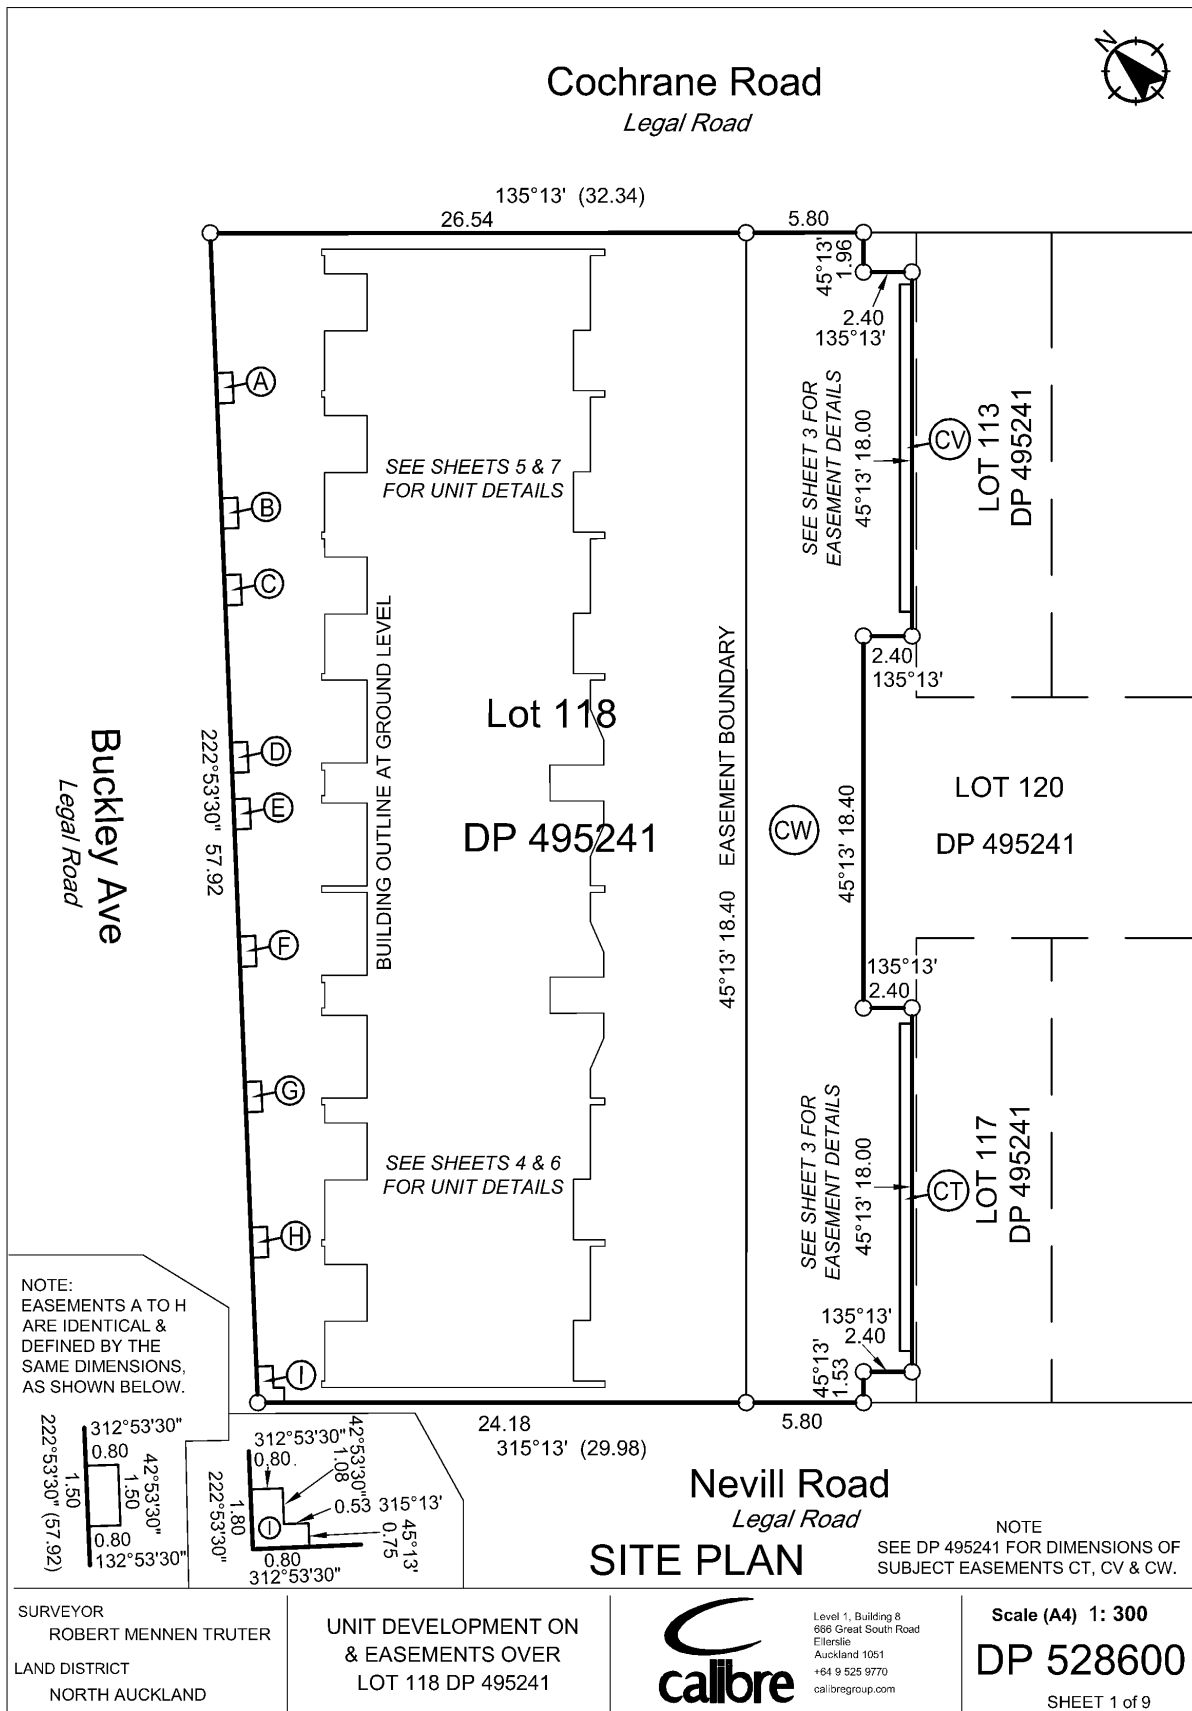 N
Cochrane Road
Legal Road
135°13' (32.34)
26.54
5.80
45°13'
1.96
2.40
135°13'
A
B
C
D
E
F
G
H
I
SEE SHEETS 5 & 7
FOR UNIT DETAILS
SEE SHEET 3 FOR
EASEMENT DETAILS
45°13' 18.00
CV
LOT 113
DP 495241
2.40
135°13'
BUILDING OUTLINE AT GROUND LEVEL
Lot 118
DP 495241
45°13' 18.40 EASEMENT BOUNDARY
CW
45°13' 18.40
LOT 120
DP 495241
Buckley Ave
Legal Road
222°53'30" 57.92
135°13'
2.40
SEE SHEETS 4 & 6
FOR UNIT DETAILS
SEE SHEET 3 FOR
EASEMENT DETAILS
45°13' 18.00
CT
LOT 117
DP 495241
135°13'
2.40
45°13'
1.53
24.18
5.80
315°13' (29.98)
NOTE:
EASEMENTS A TO H
ARE IDENTICAL &
DEFINED BY THE
SAME DIMENSIONS,
AS SHOWN BELOW.
312°53'30"
0.80
222°53'30" (57.92)
1.50
1.50
42°53'30"
0.80
132°53'30"
312°53'30"
0.80
42°53'30"
1.08
0.53 315°13'
1.80
222°53'30"
I
45°13'
0.75
0.80
312°53'30"
Nevill Road
Legal Road
SITE PLAN
NOTE
SEE DP 495241 FOR DIMENSIONS OF
SUBJECT EASEMENTS CT, CV & CW.
SURVEYOR
ROBERT MENNEN TRUTER
LAND DISTRICT
NORTH AUCKLAND
UNIT DEVELOPMENT ON
& EASEMENTS OVER
LOT 118 DP 495241
calibre
Level 1, Building 8
666 Great South Road
Ellerslie
Auckland 1051
+64 9 525 9770
calibregroup.com
Scale (A4) 1: 300
DP 528600
SHEET 1 of 9